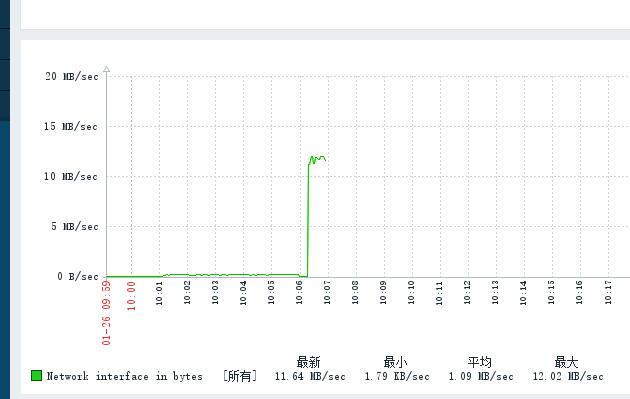 20 MB/sec
15 MB/sec
10 MB/sec
5 MB/sec
0 B/sec
01-26 09:59
10:00
10:01
10:02
10:03
10:04
10:05
10:06
10:07
10:08
10:09
10:10
10:11
10:12
10:13
10:14
10:15
10:16
10:17
最新 最小 平均 最大
Network interface in bytes [所有] 11.64 MB/sec 1.79 KB/sec 1.09 MB/sec 12.02 MB/sec